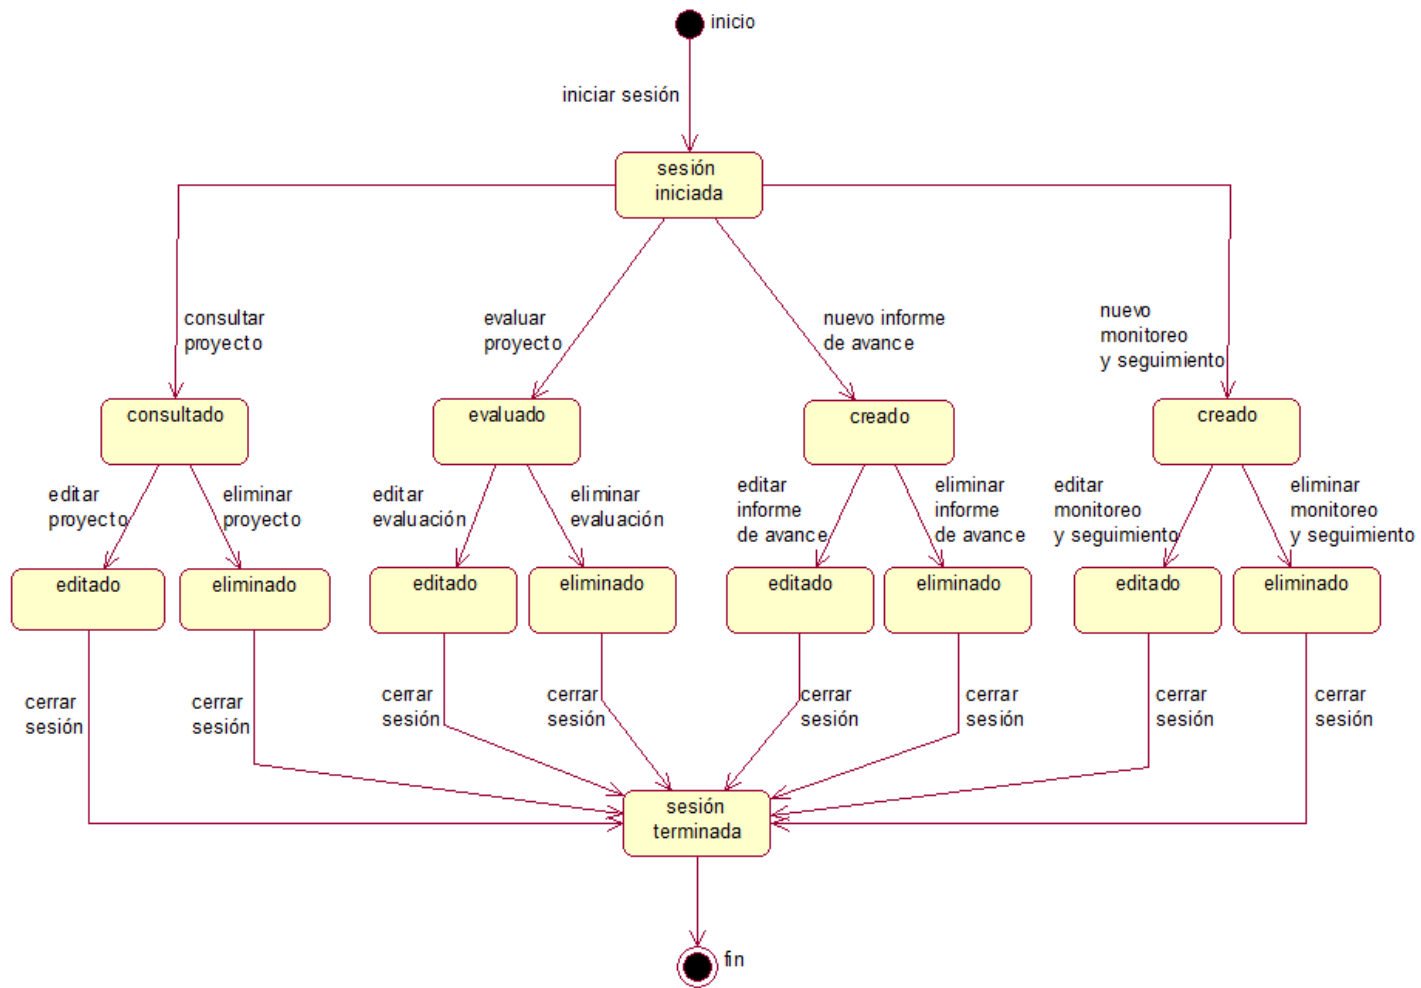 inicio
iniciar sesión
sesión
iniciada
consultar
proyecto
evaluar
proyecto
nuevo informe
de avance
nuevo
monitoreo
y seguimiento
consultado
evaluado
creado
creado
editar
proyecto
eliminar
proyecto
editar
evaluación
eliminar
evaluación
editar
informe
de avance
eliminar
informe
de avance
editar
monitoreo
y seguimiento
eliminar
monitoreo
y seguimiento
editado
eliminado
editado
eliminado
editado
eliminado
editado
eliminado
cerrar
sesión
cerrar
sesión
cerrar
sesión
cerrar
sesión
cerrar
sesión
cerrar
sesión
cerrar
sesión
cerrar
sesión
sesión
terminada
fin